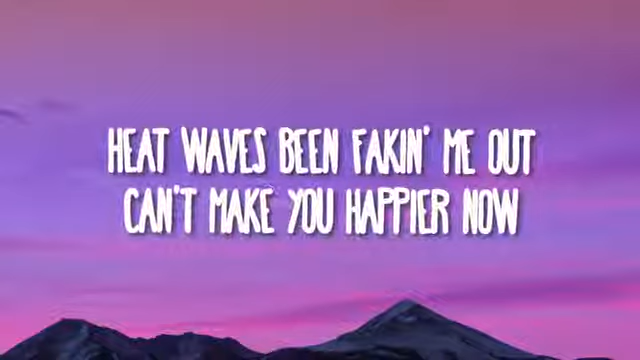 HEAT WAVES BEEN FAKIN' ME OUT
CAN'T MAKE YOU HAPPIER NOW